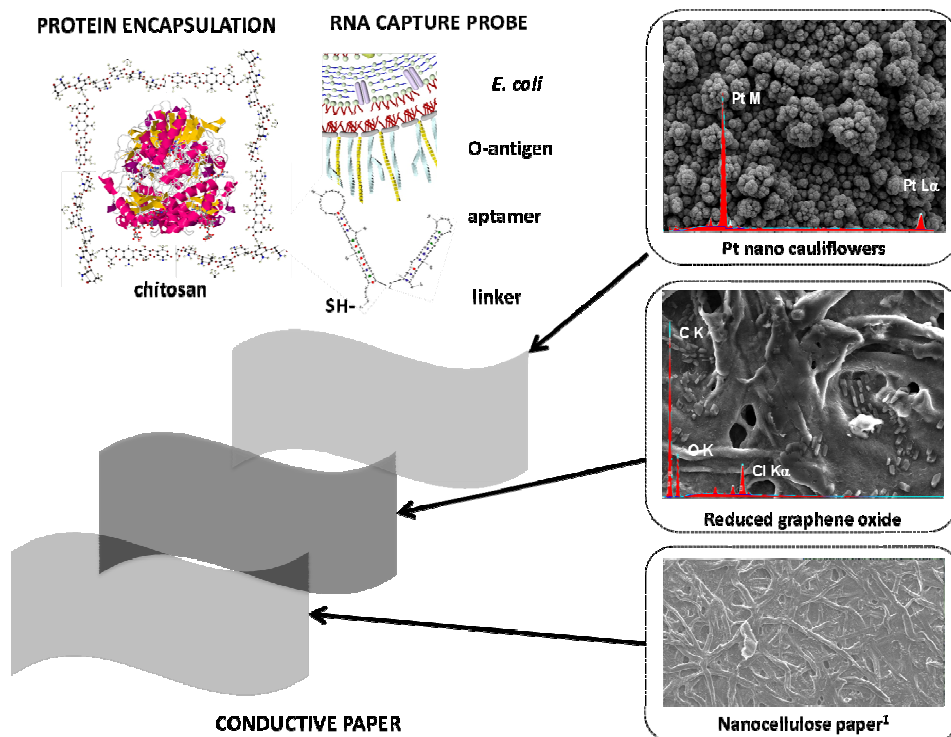 PROTEIN ENCAPSULATION
RNA CAPTURE PROBE
E. coli
O-antigen
aptamer
linker
SH-
chitosan
Pt M
Pt Lα
Pt nano cauliflowers
C K
O K
Cl Kα
Reduced graphene oxide
Nanocellulose paper¹
CONDUCTIVE PAPER